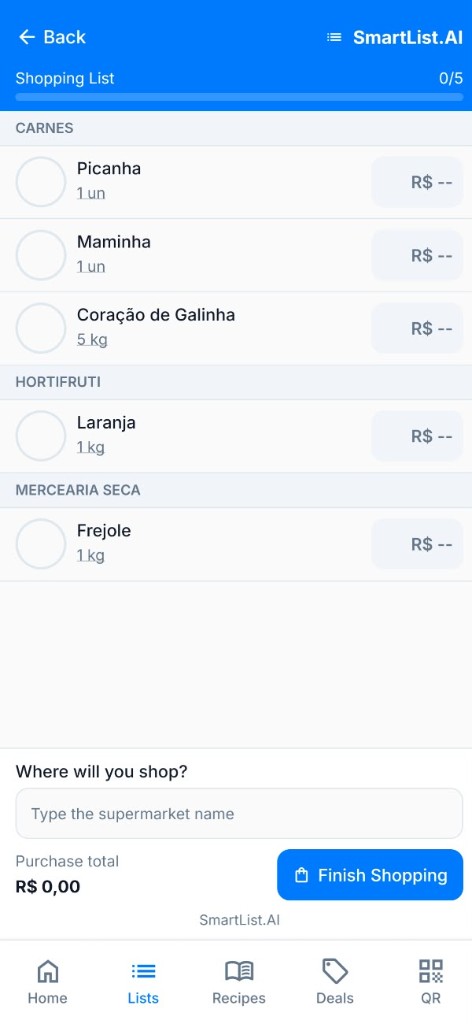 Back
SmartList.AI
Shopping List
0/5
CARNES
Picanha
1 un
R$ --
Maminha
1 un
R$ --
Coração de Galinha
5 kg
R$ --
HORTIFRUTI
Laranja
1 kg
R$ --
MERCEARIA SECA
Frejole
1 kg
R$ --
Where will you shop?
Type the supermarket name
Purchase total
R$ 0,00
Finish Shopping
SmartList.AI
Home
Lists
Recipes
Deals
QR